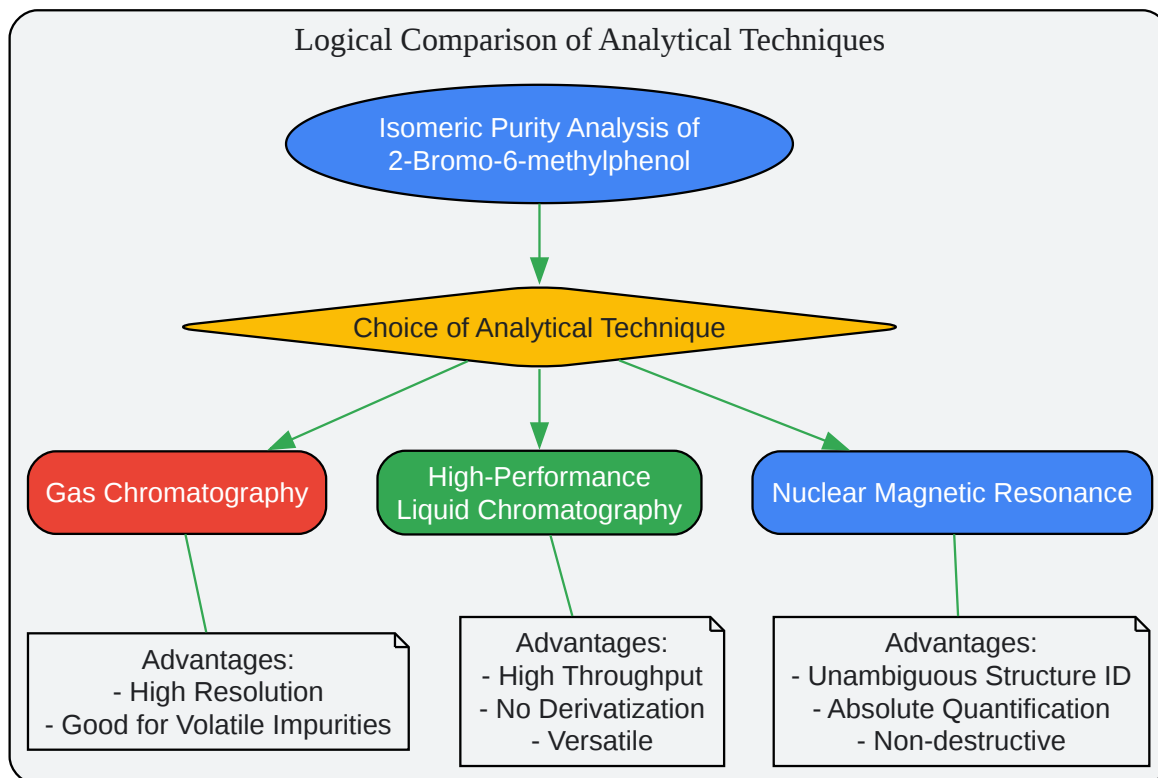 Logical Comparison of Analytical Techniques
Isomeric Purity Analysis of
2-Bromo-6-methylphenol
Choice of Analytical Technique
Gas Chromatography
High-Performance
Liquid Chromatography
Nuclear Magnetic Resonance
Advantages:
- High Resolution
- Good for Volatile Impurities
Advantages:
- High Throughput
- No Derivatization
- Versatile
Advantages:
- Unambiguous Structure ID
- Absolute Quantification
- Non-destructive